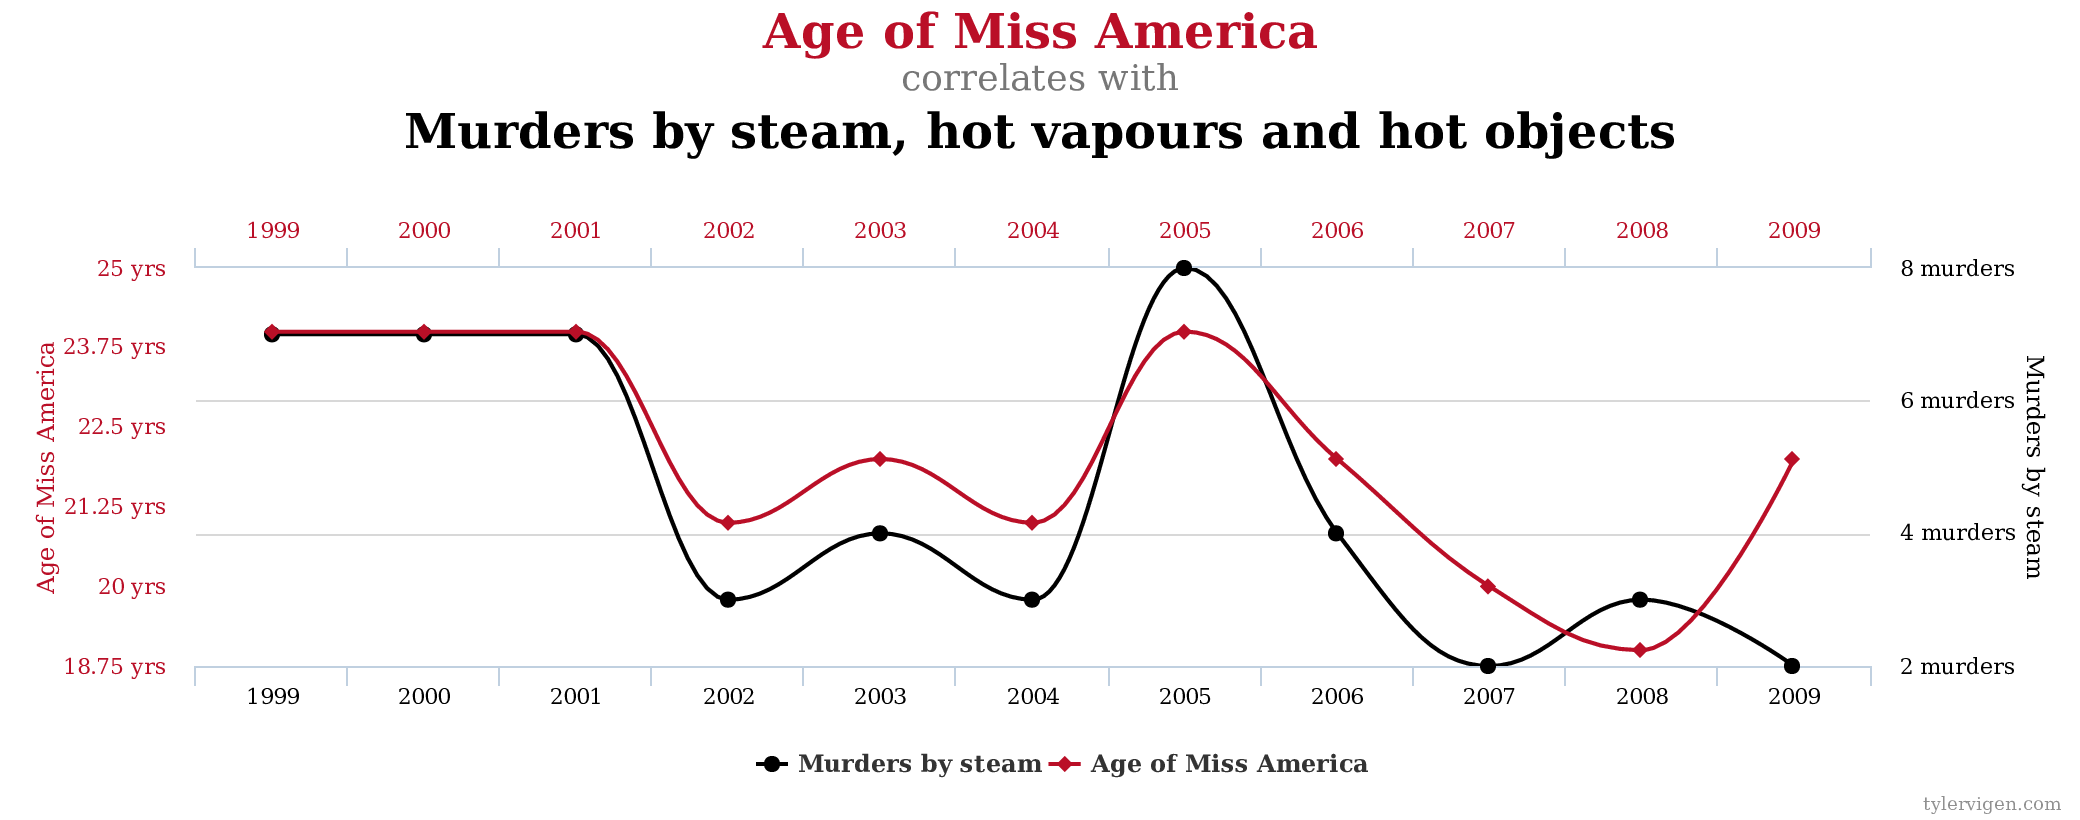 Age of Miss America
correlates with
Murders by steam, hot vapours and hot objects
1999 2000 2001 2002 2003 2004 2005 2006 2007 2008 2009
25 yrs 8 murders
23.75 yrs
6 murders
22.5 yrs
21.25 yrs
4 murders
20 yrs
18.75 yrs 2 murders
Age of Miss America
Murders by steam
1999 2000 2001 2002 2003 2004 2005 2006 2007 2008 2009
Murders by steam Age of Miss America
tylervigen.com